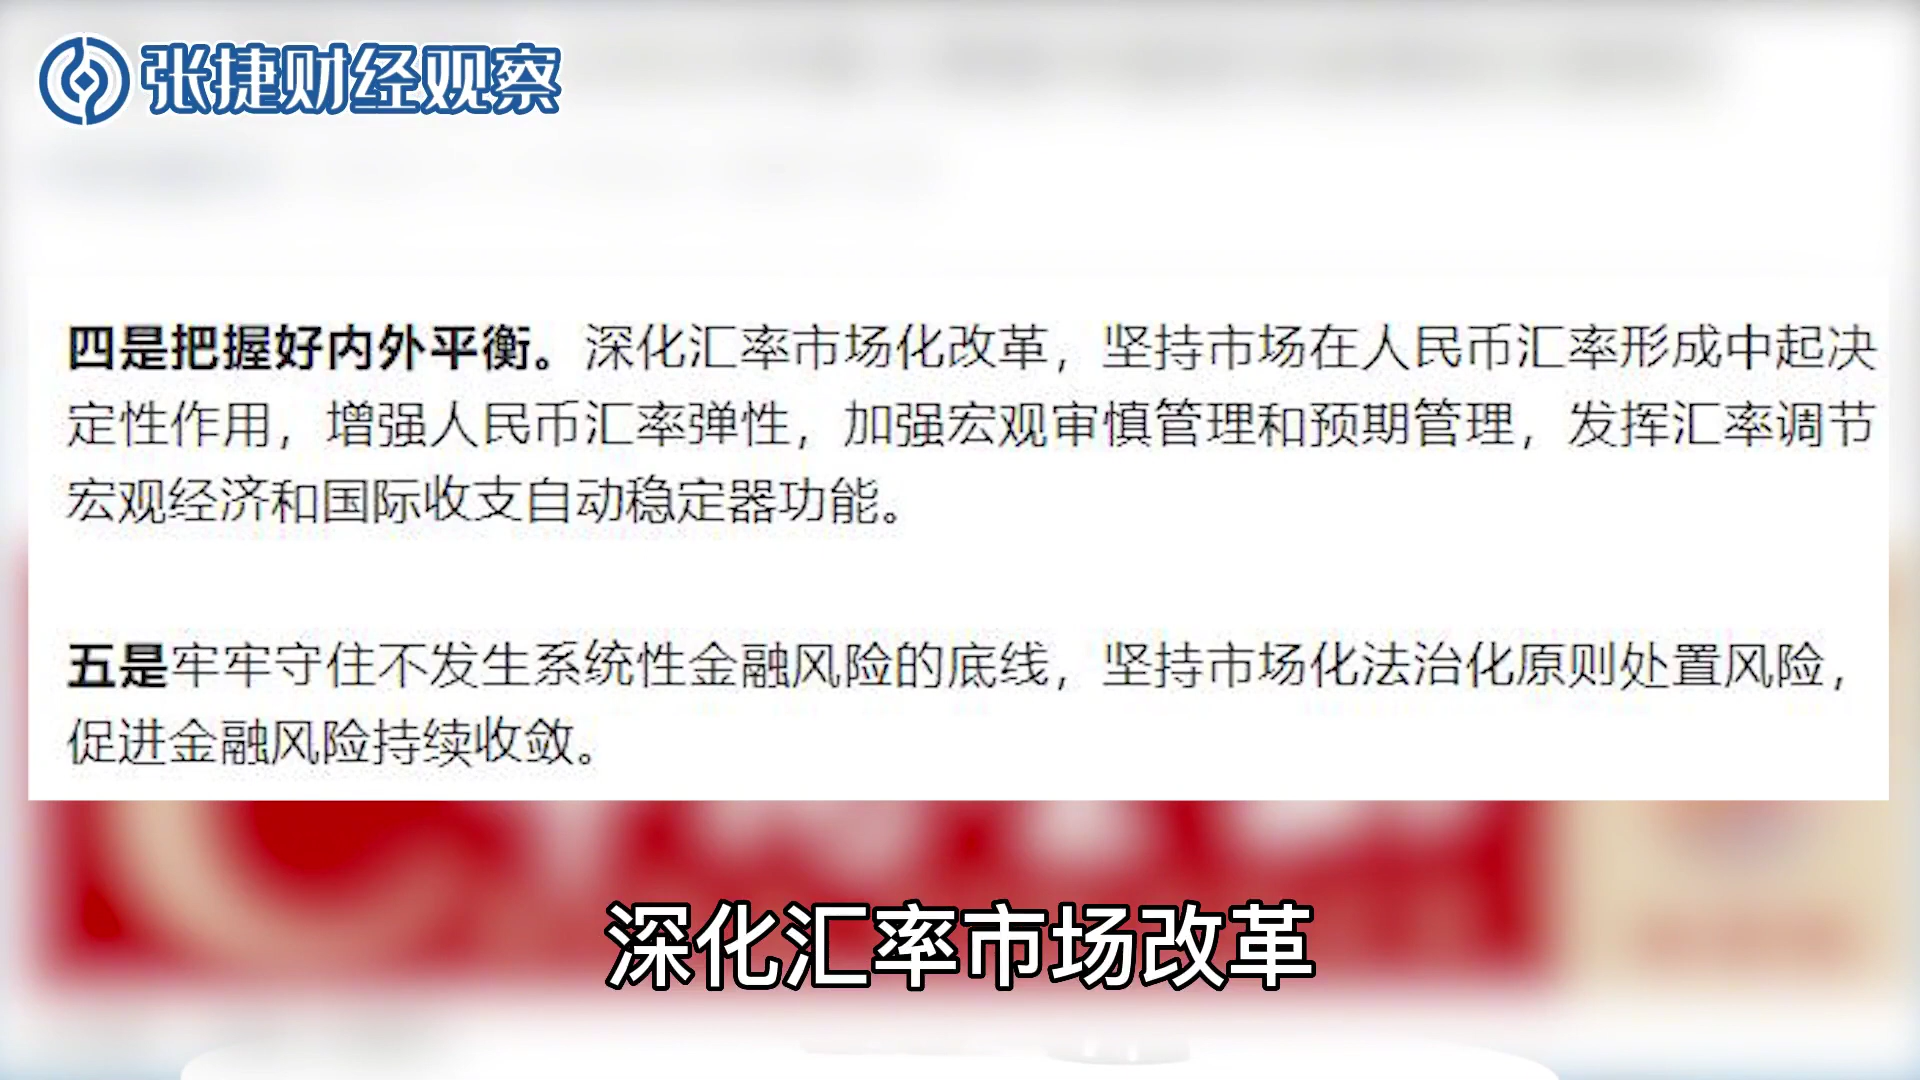 张捷财经观察
四是把握好内外平衡。深化汇率市场化改革，坚持市场在人民币汇率形成中起决
定性作用，增强人民币汇率弹性，加强宏观审慎管理和预期管理，发挥汇率调节
宏观经济和国际收支自动稳定器功能。
五是牢牢守住不发生系统性金融风险的底线，坚持市场化法治化原则处置风险，
促进金融风险持续收敛。
深化汇率市场改革